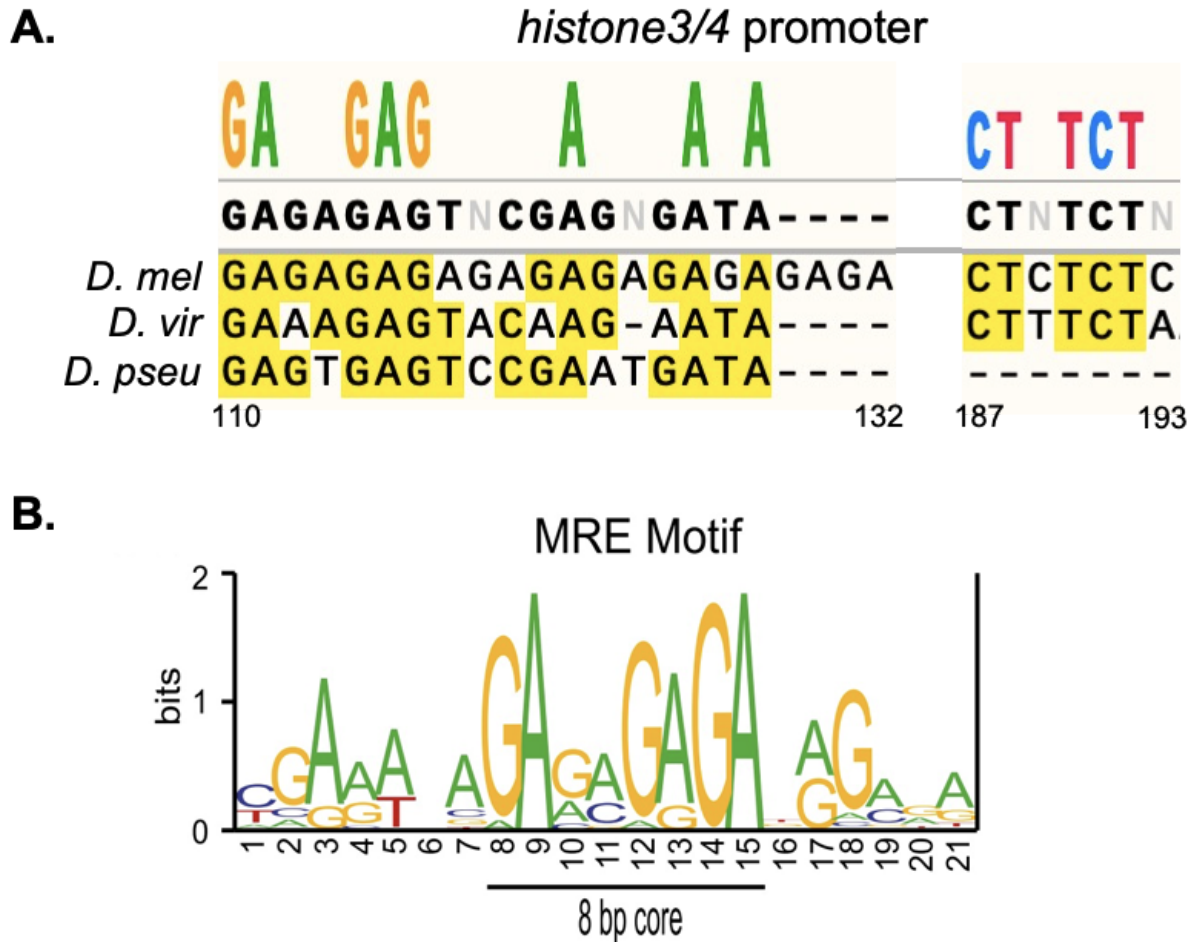 A.
histone3/4 promoter
GA GAG A A A CT TCT
GAGAGAGTNCGAGNGATA---- CTNTCTN
D. mel GAGAGAGAGAGAGAGAGAGAGA CTCTCTC
D. vir GAAAGAGTACAAG-AATA---- CTTTCTA
D. pseu GAGTGAGTCCGAATGATA---- -------
110 132 187 193
B.
MRE Motif
2
1
0
bits
1 2 3 4 5 6 7 8 9 10 11 12 13 14 15 16 17 18 19 20 21
8 bp core